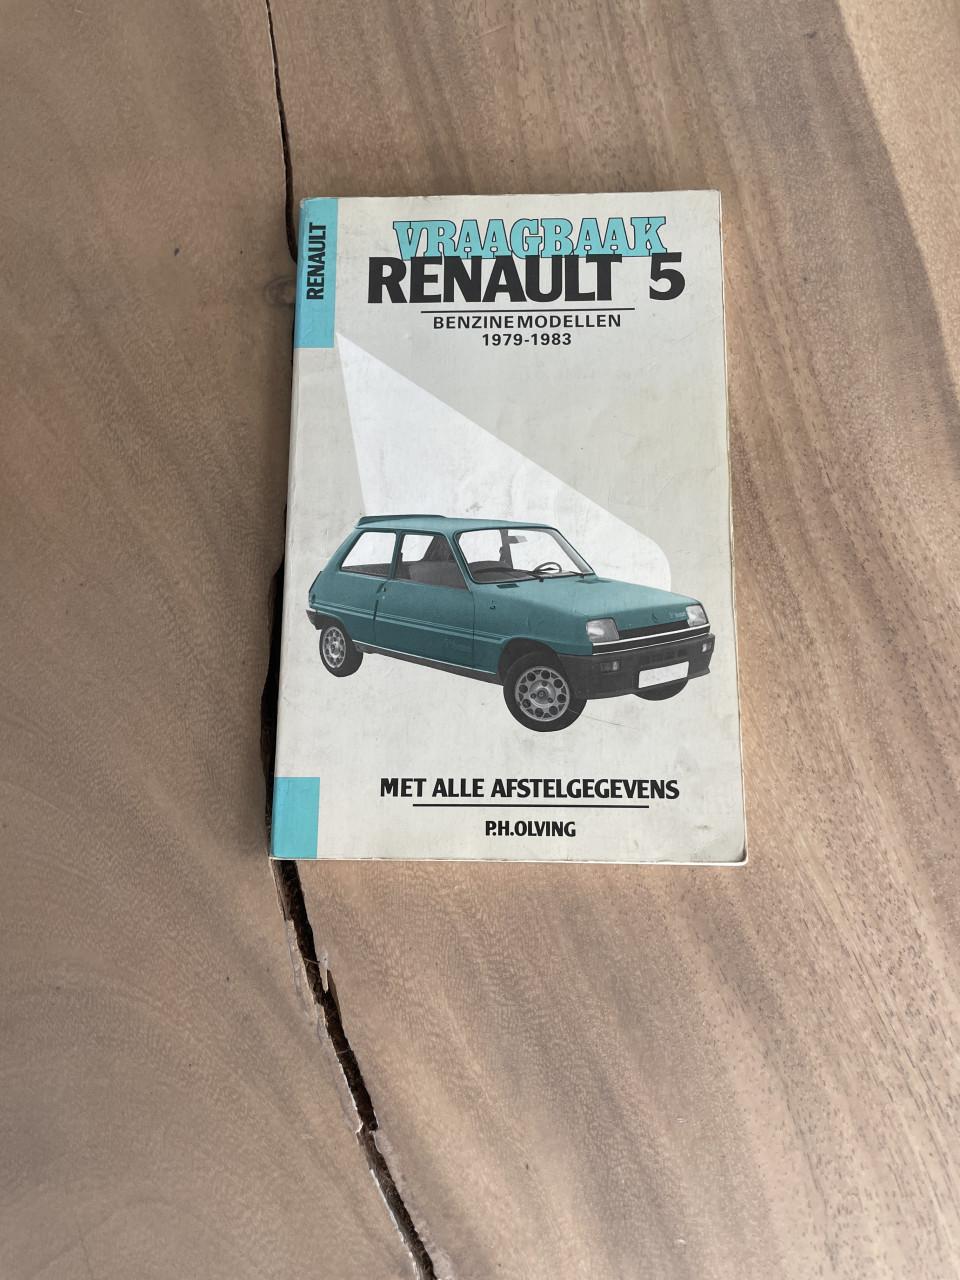 RENAULT
VRAAGBAAK
RENAULT 5
BENZINEMODELLEN
1979-1983
MET ALLE AFSTELGEGEVENS
P.H.OLVING